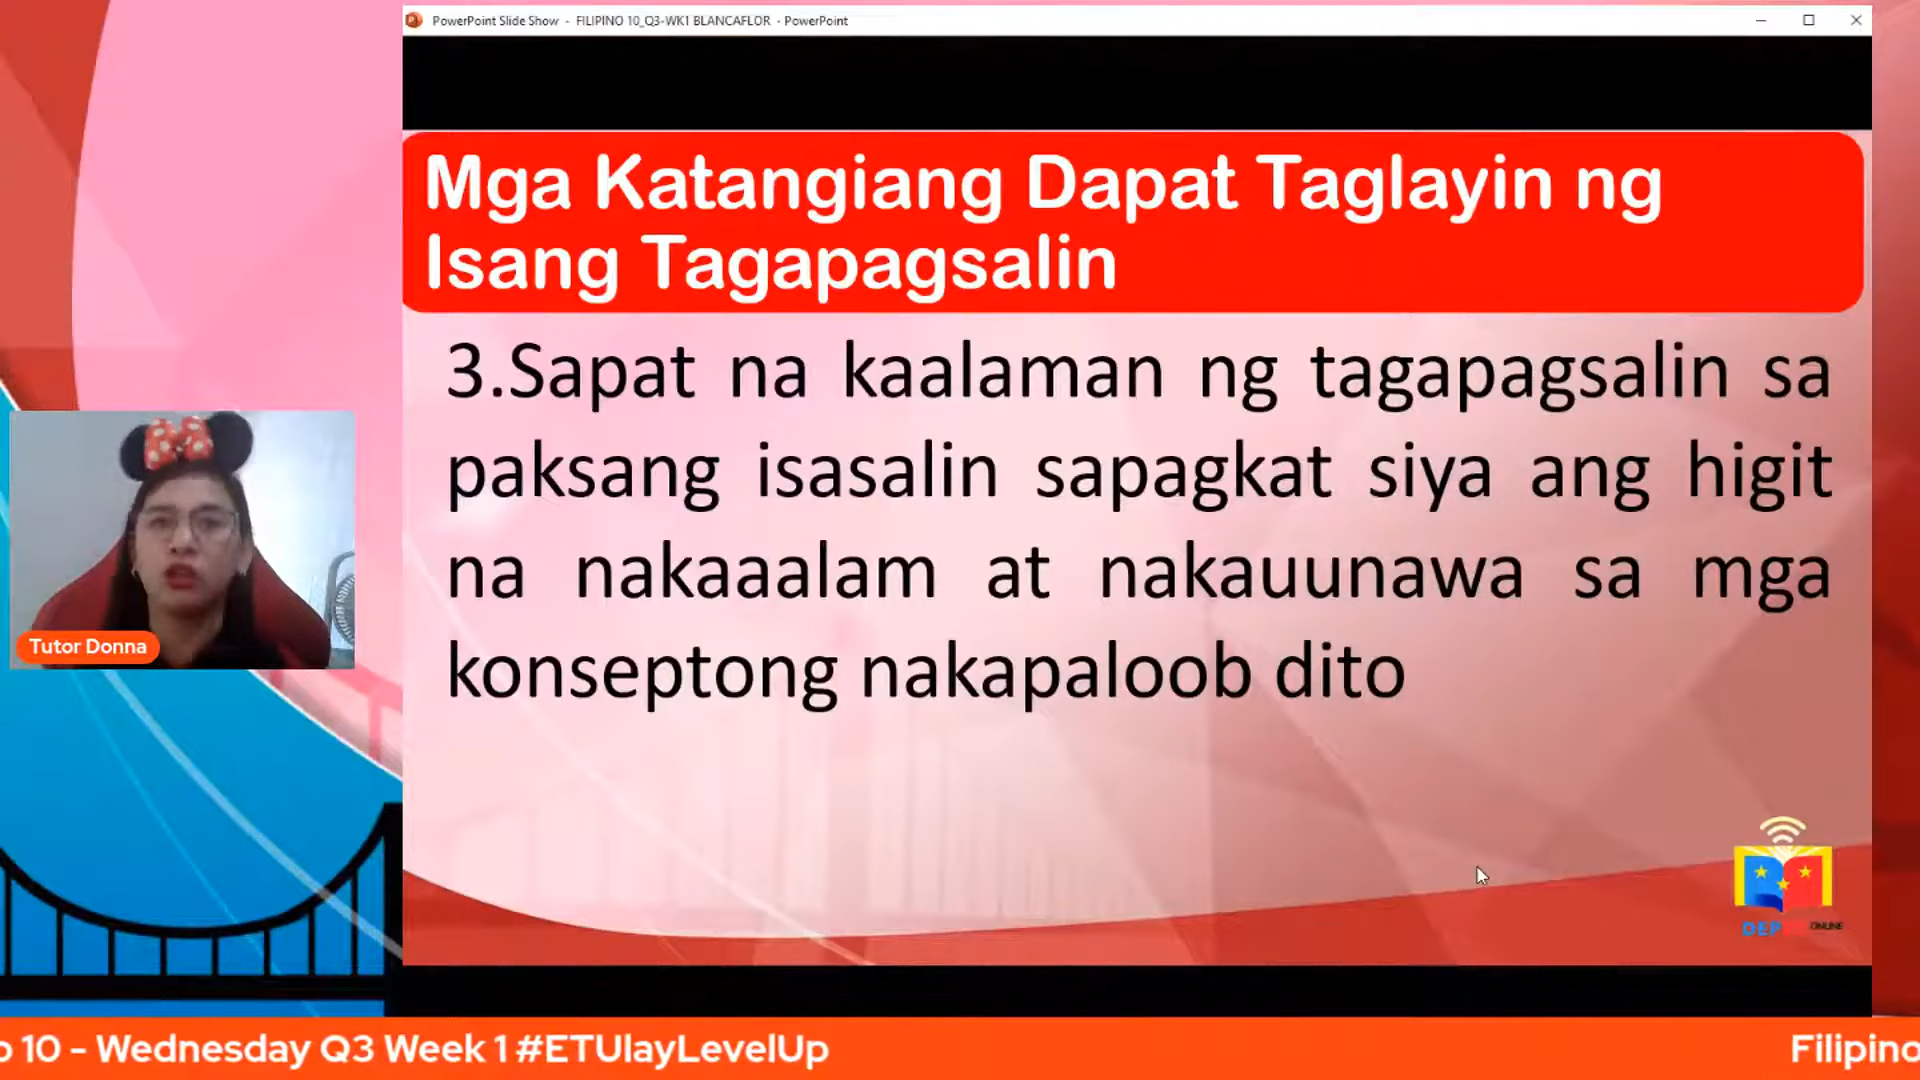 PowerPoint Slide Show - FILIPINO 10_Q3-WK1 BLANCAFLOR - PowerPoint
Mga Katangiang Dapat Taglayin ng
Isang Tagapagsalin
3.Sapat na kaalaman ng tagapagsalin sa
paksang isasalin sapagkat siya ang higit
na nakaaalam at nakauunawa sa mga
konseptong nakapaloob dito
Tutor Donna
DEPED ONLINE
o 10 - Wednesday Q3 Week 1 #ETUlayLevelUp
Filipino